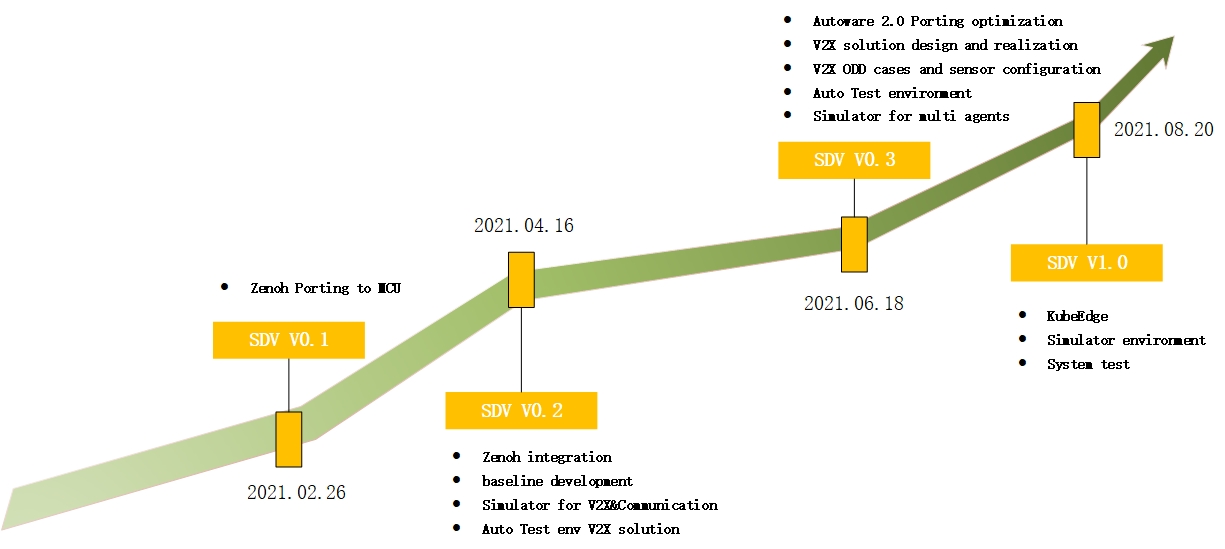 • Autoware 2.0 Porting optimization
• V2X solution design and realization
• V2X ODD cases and sensor configuration
• Auto Test environment
• Simulator for multi agents
2021.08.20
SDV V0.3
2021.04.16
SDV V1.0
• Zenoh Porting to MCU
2021.06.18
• KubeEdge
• Simulator environment
• System test
SDV V0.1
SDV V0.2
• Zenoh integration
• baseline development
• Simulator for V2X&Communication
• Auto Test env V2X solution
2021.02.26